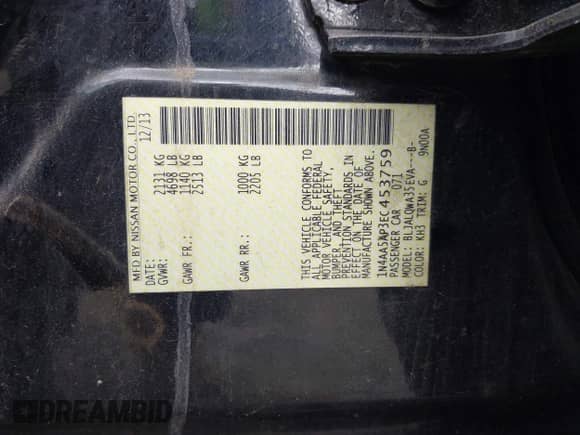 MFD BY NISSAN MOTOR CO., LTD.
DATE: 12/13
GVWR: 2131 KG
4698 LB
GAWR FR: 1140 KG
2513 LB
GAWR RR: 1000 KG
2205 LB
THIS VEHICLE CONFORMS TO
ALL APPLICABLE FEDERAL
MOTOR VEHICLE SAFETY,
BUMPER, AND THEFT
PREVENTION STANDARDS IN
EFFECT ON THE DATE OF
MANUFACTURE SHOWN ABOVE.
1N4AA5AP3EC453759
PASSENGER CAR 071
MODEL: BLJALQWA35EVA---B-
COLOR: KH3 TRIM: G 9N00A
DREAMBID